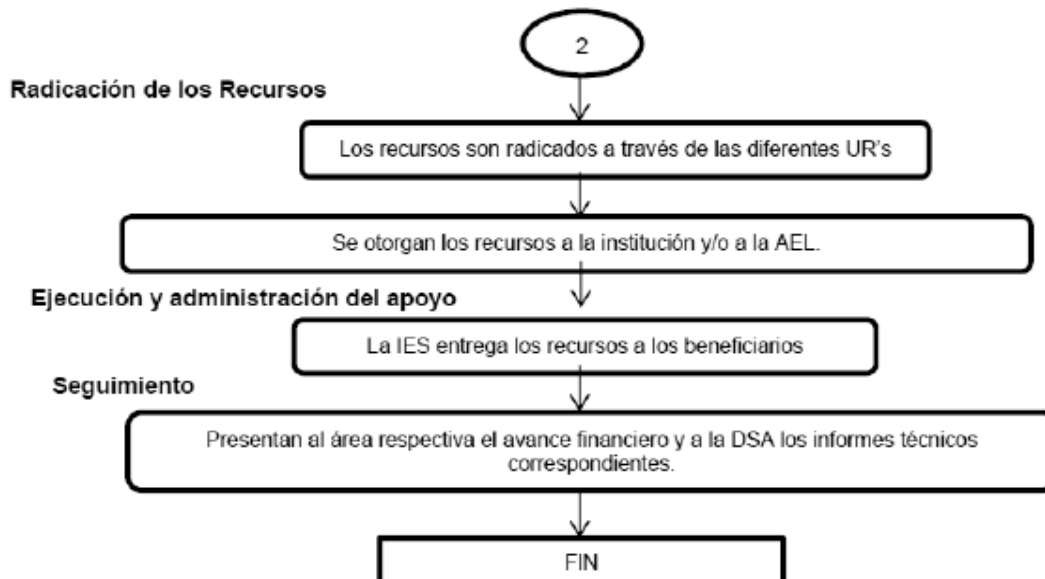 2
Radicación de los Recursos
Los recursos son radicados a través de las diferentes UR's
Se otorgan los recursos a la institución y/o a la AEL.
Ejecución y administración del apoyo
La IES entrega los recursos a los beneficiarios
Seguimiento
Presentan al área respectiva el avance financiero y a la DSA los informes técnicos
correspondientes.
FIN